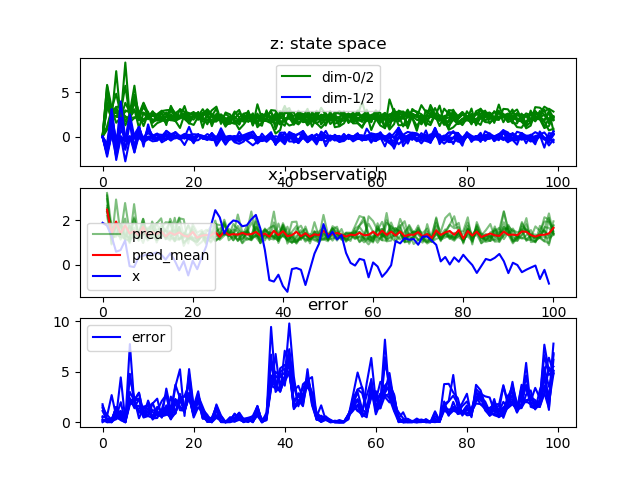 z: state space
5
0
dim-0/2
dim-1/2
0 20 40 60 80 100
x: observation
2
0
pred
pred_mean
x
0 20 40 60 80 100
error
10
5
0
error
0 20 40 60 80 100